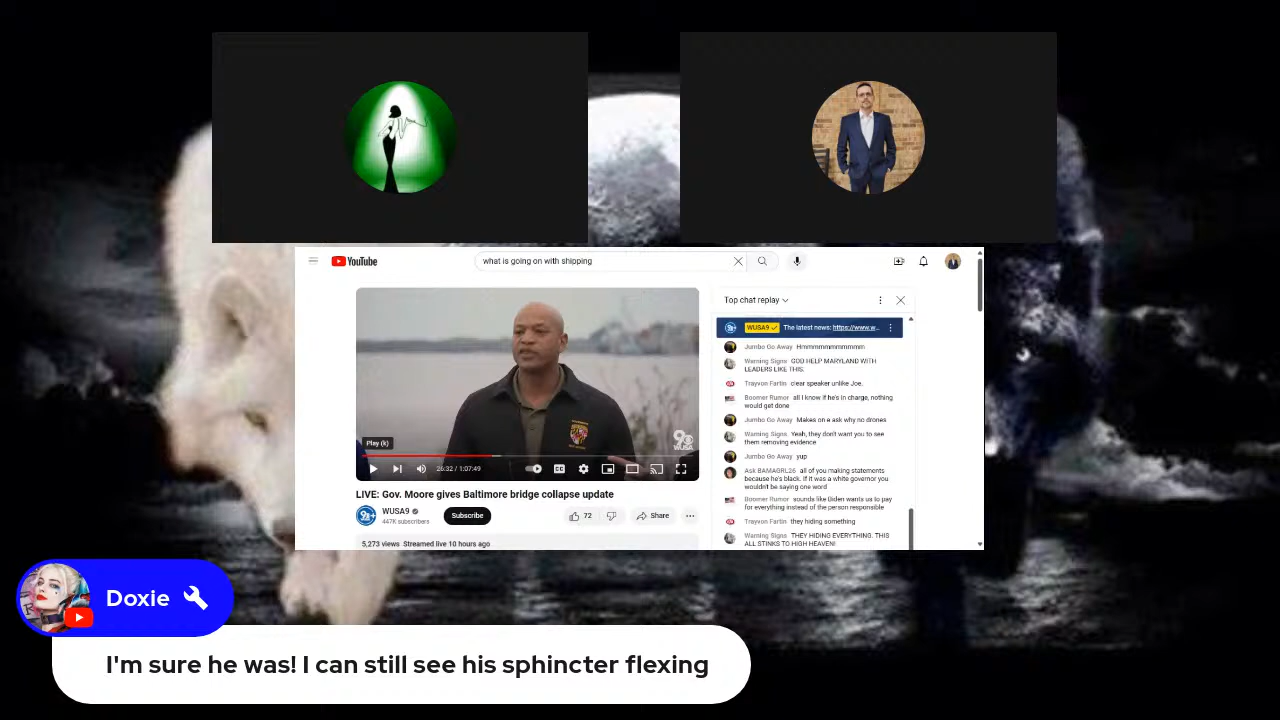 YouTube
what is going on with shipping
Top chat replay
WUSA9 The latest news: https://www.w...
Jumbo Go Away Hmmmmmmmmmmm
Warning Signs GOD HELP MARYLAND WITH
LEADERS LIKE THIS.
Trayvon Fartin clear speaker unlike Joe.
Boomer Rumor all I know if he's in charge, nothing
would get done
Jumbo Go Away Makes on e ask why no drones
Warning Signs Yeah, they don't want you to see
them removing evidence
Jumbo Go Away yup
Ask BAMAGRL26 all of you making statements
because he's black. If it was a white governor you
wouldn't be saying one word
Boomer Rumor sounds like Biden wants us to pay
for everything instead of the person responsible
Trayvon Fartin they hiding something
Warning Signs THEY HIDING EVERYTHING. THIS
ALL STINKS TO HIGH HEAVEN!
Play (k)
9
WUSA
26:32 / 1:07:49
CC
LIVE: Gov. Moore gives Baltimore bridge collapse update
WUSA9
447K subscribers
Subscribe
72
Share
5,273 views Streamed live 10 hours ago
Doxie
I'm sure he was! I can still see his sphincter flexing